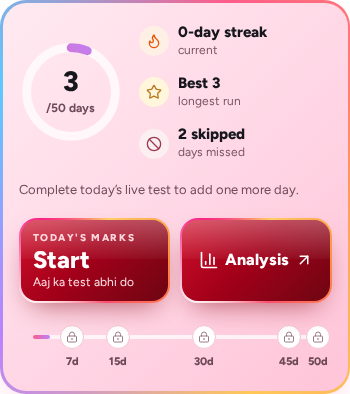 3
/50 days
0-day streak
current
Best 3
longest run
2 skipped
days missed
Complete today's live test to add one more day.
TODAY'S MARKS
Start
Aaj ka test abhi do
Analysis
7d
15d
30d
45d
50d